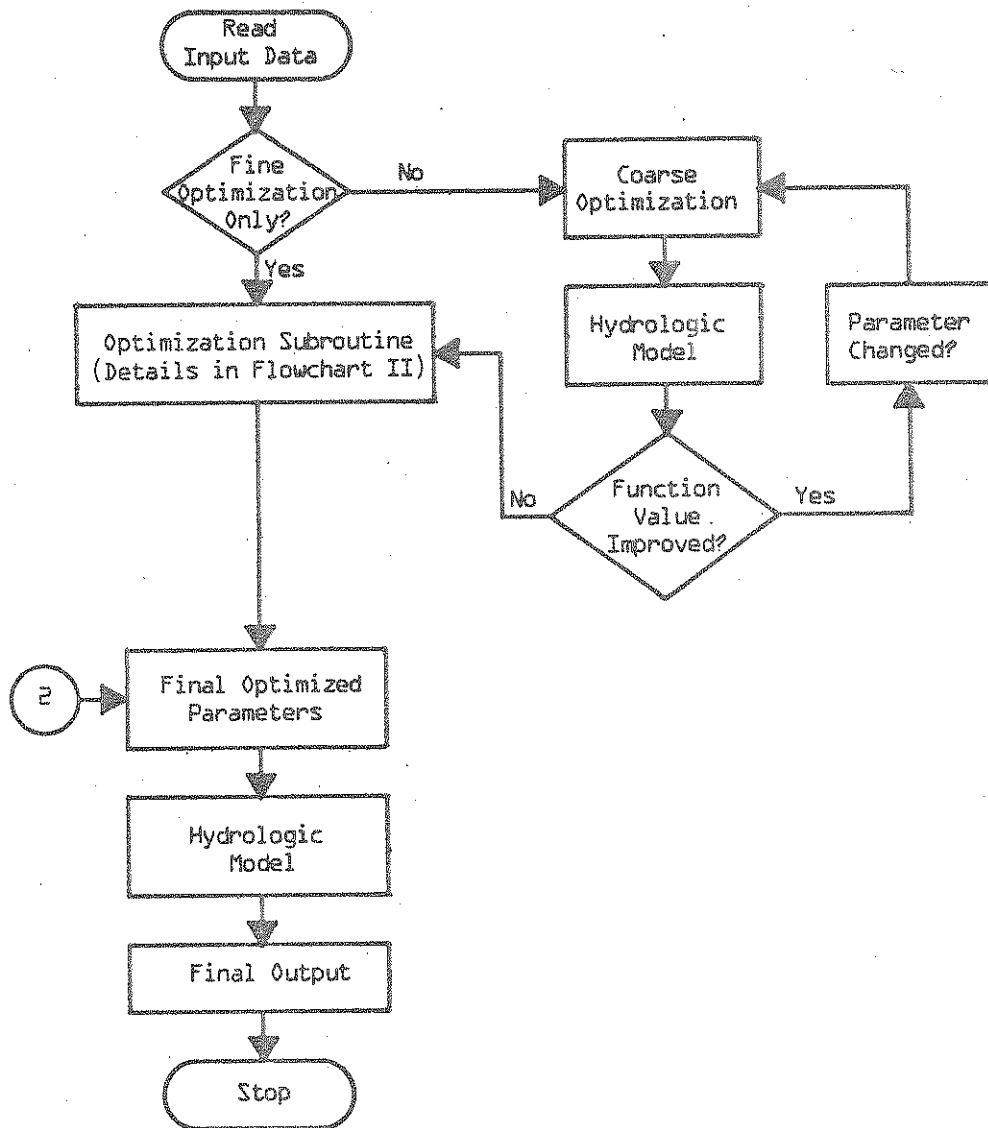 Read
Input Data
Fine
Optimization
Only?
No
Yes
Coarse
Optimization
Hydrologic
Model
Parameter
Changed?
Optimization Subroutine
(Details in Flowchart II)
Function
Value
Improved?
No
Yes
2
Final Optimized
Parameters
Hydrologic
Model
Final Output
Stop